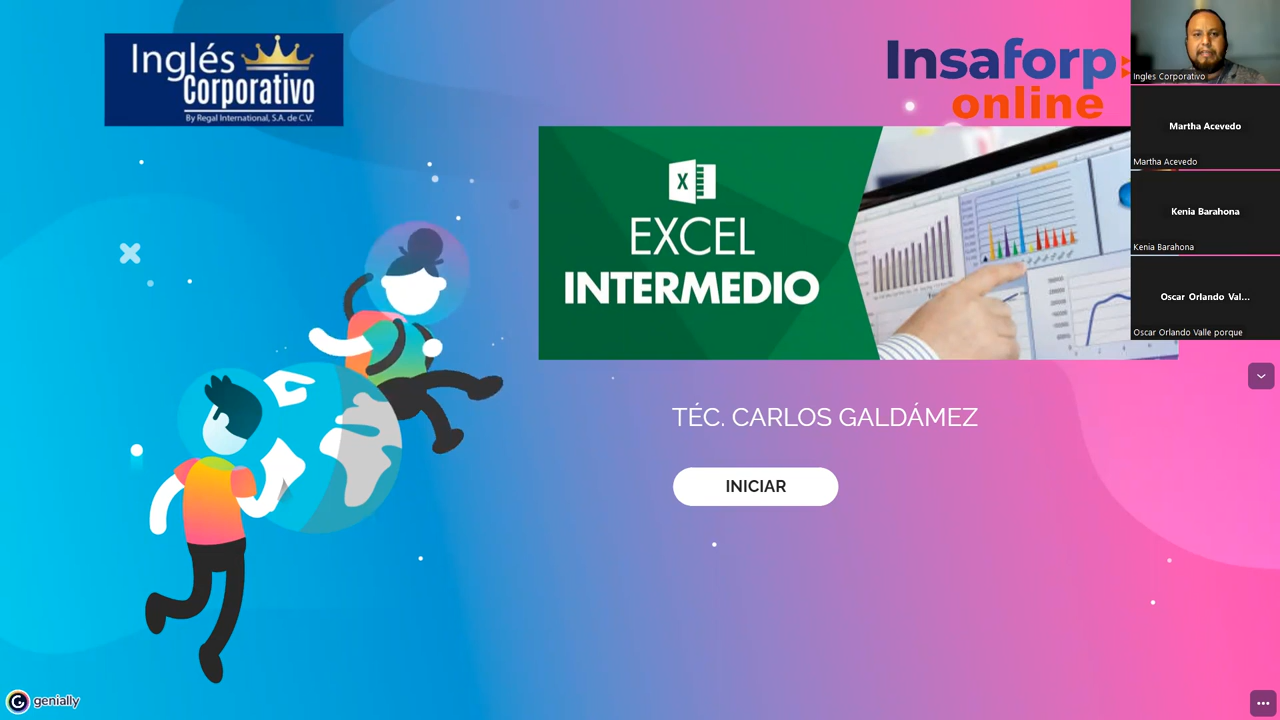 Inglés
Corporativo
By Regal International, S.A. de C.V.
Insaforp
online
X
EXCEL
INTERMEDIO
TÉC. CARLOS GALDÁMEZ
INICIAR
Ingles Corporativo
Martha Acevedo
Martha Acevedo
Kenia Barahona
Kenia Barahona
Oscar Orlando Val...
Oscar Orlando Valle porque
genially